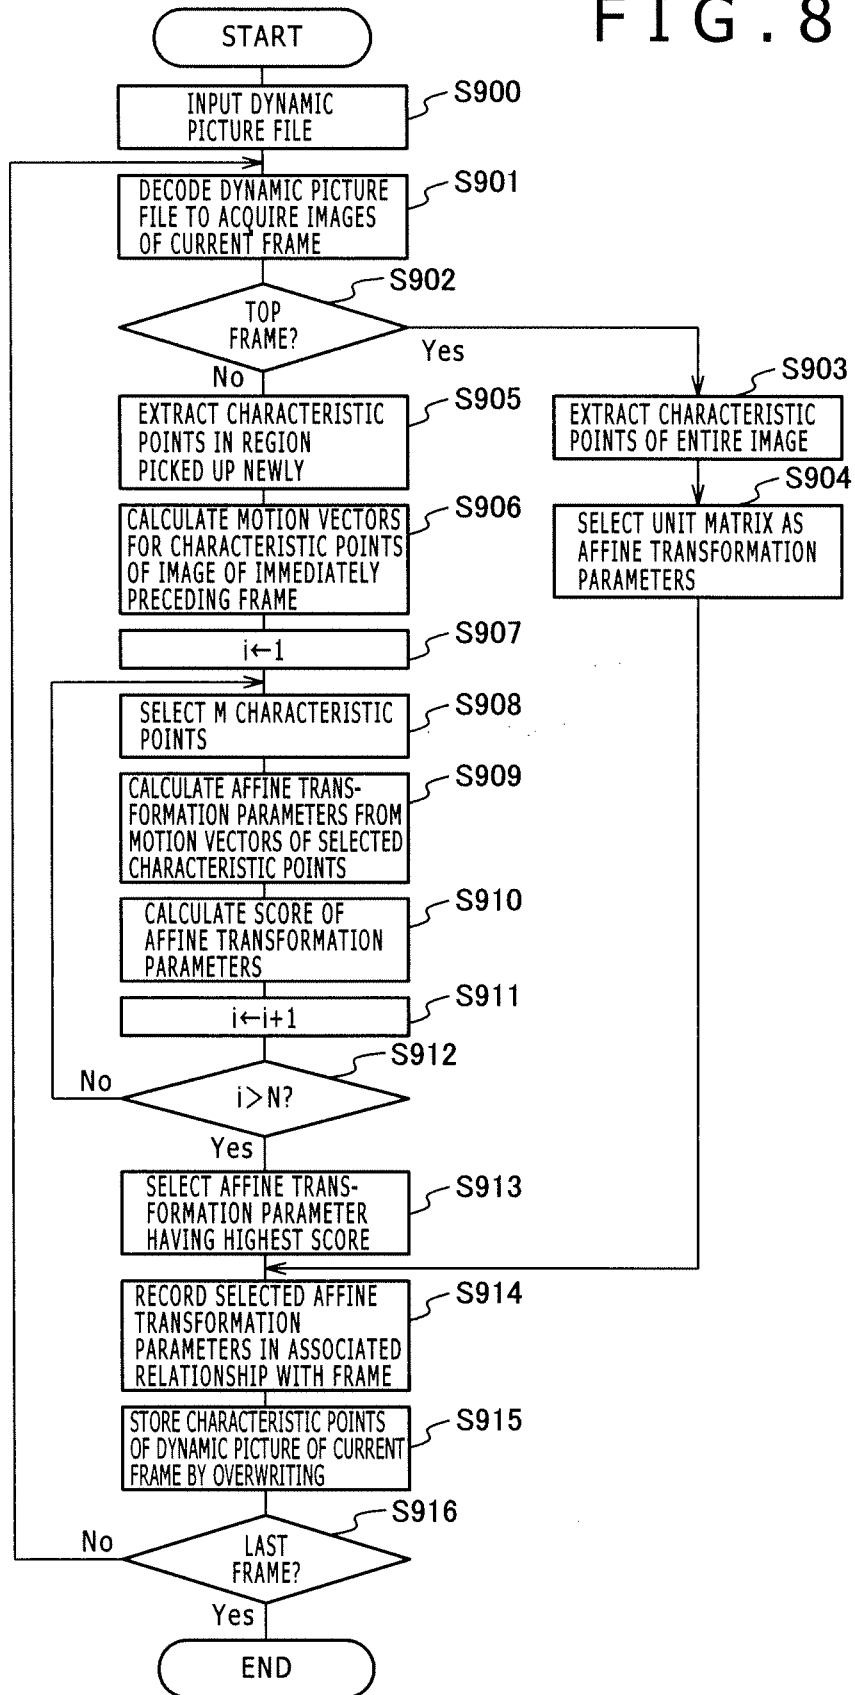 FIG.8
START
INPUT DYNAMIC
PICTURE FILE
S900
DECODE DYNAMIC PICTURE
FILE TO ACQUIRE IMAGES
OF CURRENT FRAME
S901
TOP
FRAME?
S902
Yes
No
EXTRACT CHARACTERISTIC
POINTS OF ENTIRE IMAGE
S903
SELECT UNIT MATRIX AS
AFFINE TRANSFORMATION
PARAMETERS
S904
EXTRACT CHARACTERISTIC
POINTS IN REGION
PICKED UP NEWLY
S905
CALCULATE MOTION VECTORS
FOR CHARACTERISTIC POINTS
OF IMAGE OF IMMEDIATELY
PRECEDING FRAME
S906
i←1
S907
SELECT M CHARACTERISTIC
POINTS
S908
CALCULATE AFFINE TRANS-
FORMATION PARAMETERS FROM
MOTION VECTORS OF SELECTED
CHARACTERISTIC POINTS
S909
CALCULATE SCORE OF
AFFINE TRANSFORMATION
PARAMETERS
S910
i←i+1
S911
i>N?
S912
No
Yes
SELECT AFFINE TRANS-
FORMATION PARAMETER
HAVING HIGHEST SCORE
S913
RECORD SELECTED AFFINE
TRANSFORMATION
PARAMETERS IN ASSOCIATED
RELATIONSHIP WITH FRAME
S914
STORE CHARACTERISTIC POINTS
OF DYNAMIC PICTURE OF CURRENT
FRAME BY OVERWRITING
S915
LAST
FRAME?
S916
No
Yes
END